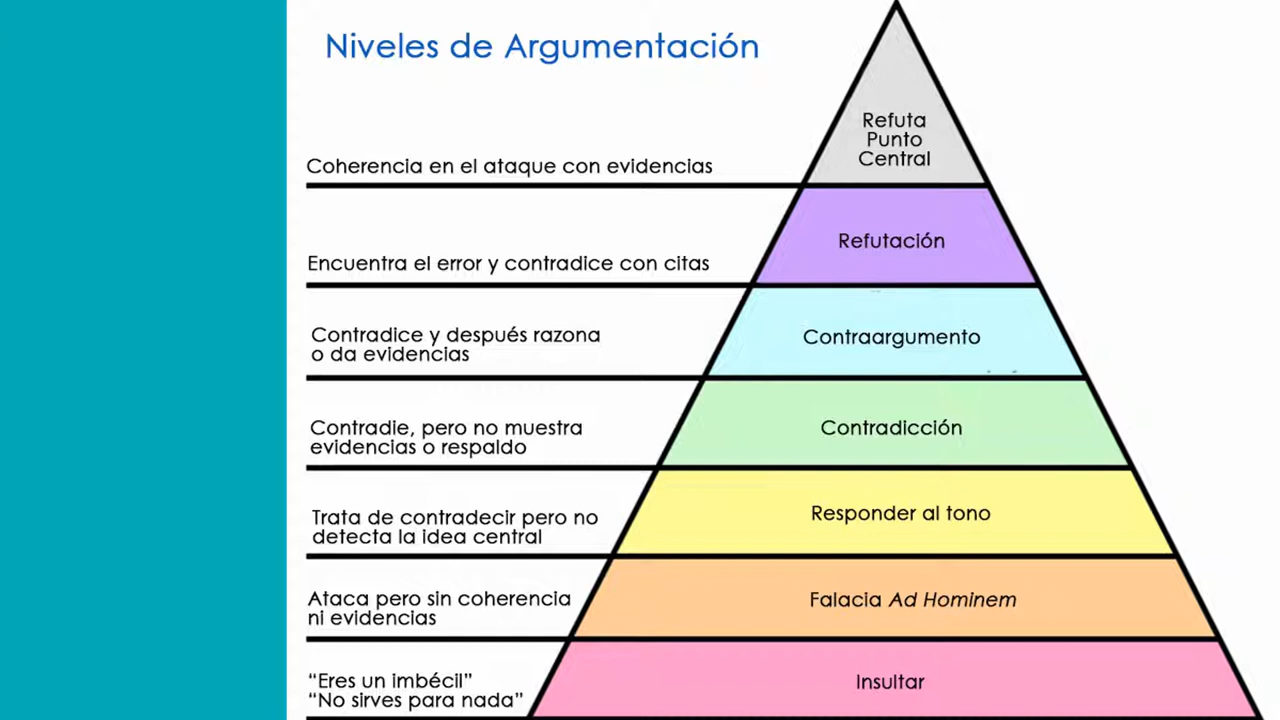 Niveles de Argumentación
Refuta
Punto
Central
Coherencia en el ataque con evidencias
Refutación
Encuentra el error y contradice con citas
Contraargumento
Contradice y después razona
o da evidencias
Contradicción
Contradie, pero no muestra
evidencias o respaldo
Responder al tono
Trata de contradecir pero no
detecta la idea central
Falacia Ad Hominem
Ataca pero sin coherencia
ni evidencias
Insultar
“Eres un imbécil”
“No sirves para nada”